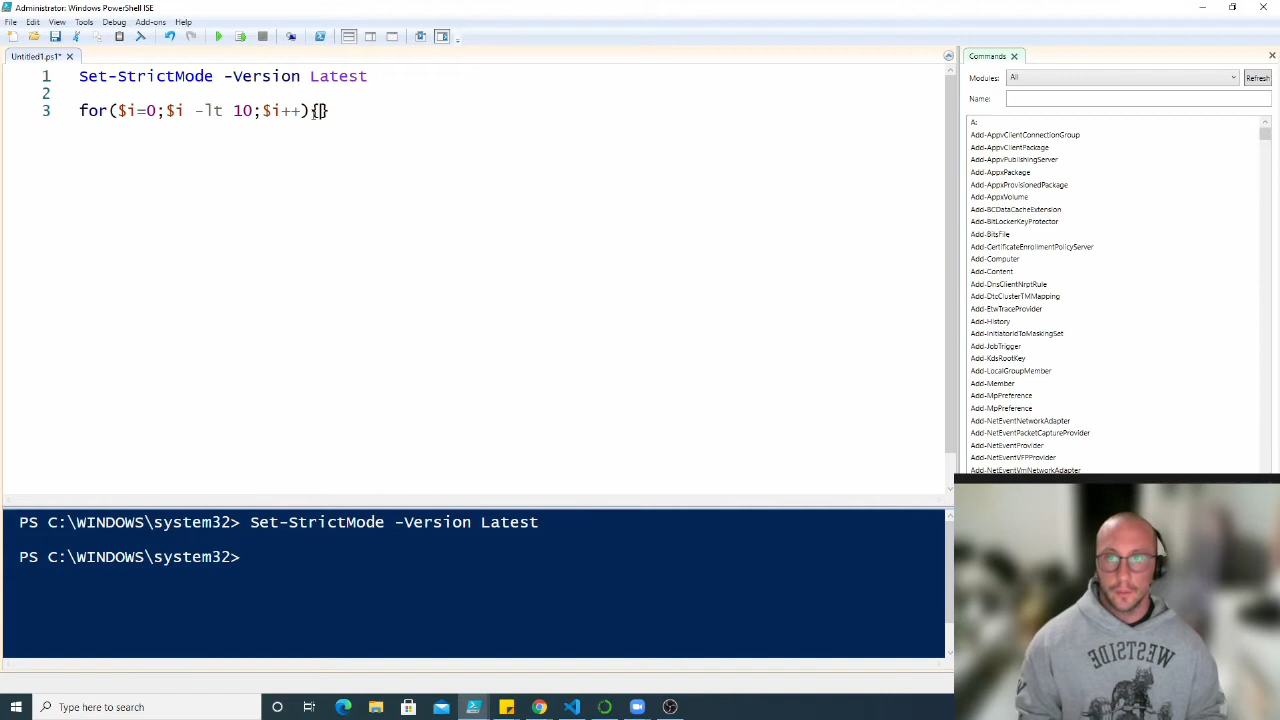 Administrator: Windows PowerShell ISE
File Edit View Tools Debug Add-ons Help
Untitled1.ps1*
Commands
1 Set-StrictMode -Version Latest
2
3 for($i=0;$i -lt 10;$i++){}
Modules: All Refresh
Name:
A:
Add-AppvClientConnectionGroup
Add-AppvClientPackage
Add-AppvPublishingServer
Add-AppxPackage
Add-AppxProvisionedPackage
Add-AppxVolume
Add-BCDataCacheExtension
Add-BitLockerKeyProtector
Add-BitsFile
Add-CertificateEnrollmentPolicyServer
Add-Computer
Add-Content
Add-DnsClientNrptRule
Add-DtcClusterTMMapping
Add-EtwTraceProvider
Add-History
Add-InitiatorIdToMaskingSet
Add-JobTrigger
Add-KdsRootKey
Add-LocalGroupMember
Add-Member
Add-MpPreference
Add-MpPreference
Add-NetEventNetworkAdapter
Add-NetEventPacketCaptureProvider
Add-NetEventProvider
Add-NetEventVFPProvider
Add-NetEventVmNetworkAdapter
PS C:\WINDOWS\system32> Set-StrictMode -Version Latest
PS C:\WINDOWS\system32>
WESTSIDE
Type here to search